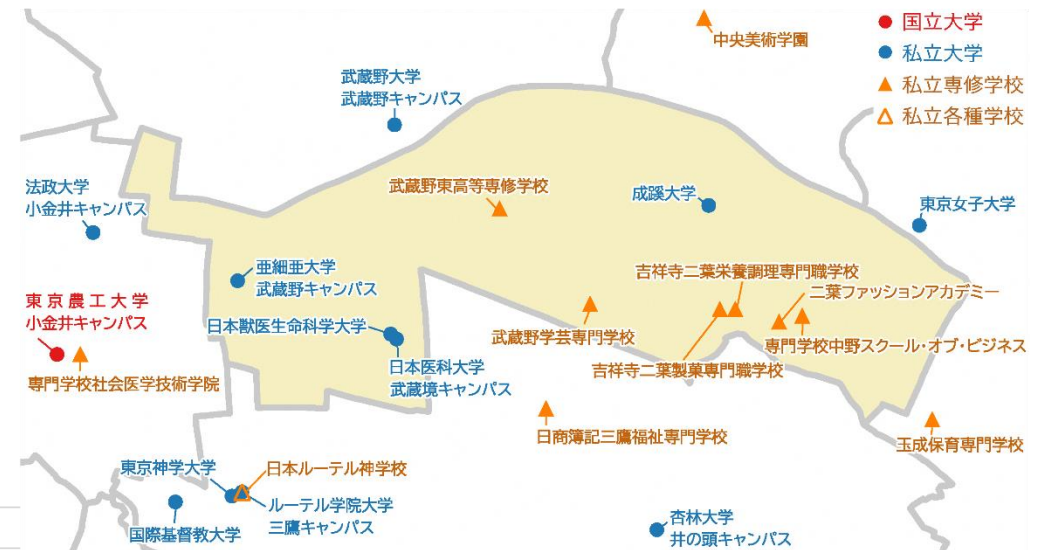 国立大学
私立大学
私立専修学校
私立各種学校
中央美術学園
武蔵野大学
武蔵野キャンパス
法政大学
小金井キャンパス
武蔵野東高等専修学校
成蹊大学
東京女子大学
亜細亜大学
武蔵野キャンパス
吉祥寺二葉栄養調理専門職学校
二葉ファッションアカデミー
東京農工大学
小金井キャンパス
日本獣医生命科学大学
武蔵野学芸専門学校
専門学校中野スクール・オブ・ビジネス
日本医科大学
武蔵境キャンパス
吉祥寺二葉製菓専門職学校
専門学校社会医学技術学院
日商簿記三鷹福祉専門学校
玉成保育専門学校
東京神学大学
日本ルーテル神学校
ルーテル学院大学
三鷹キャンパス
国際基督教大学
杏林大学
井の頭キャンパス